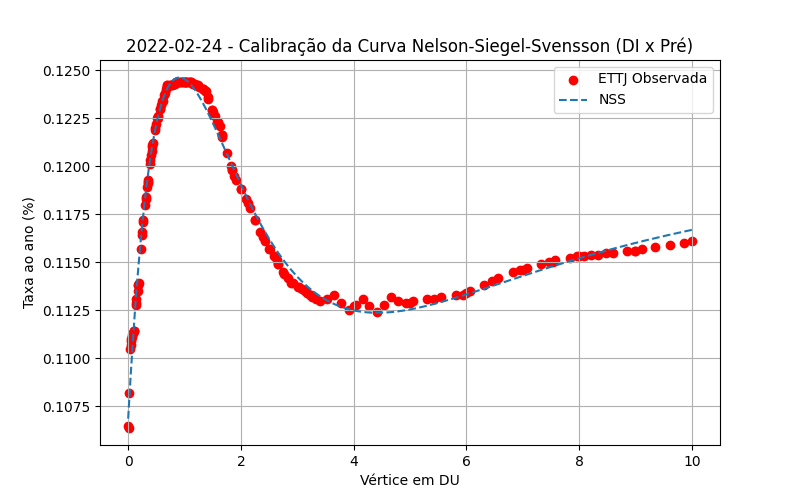 2022-02-24 - Calibração da Curva Nelson-Siegel-Svensson (DI x Pré)
ETTJ Observada
NSS
Taxa ao ano (%)
0.1250
0.1225
0.1200
0.1175
0.1150
0.1125
0.1100
0.1075
0 2 4 6 8 10
Vértice em DU